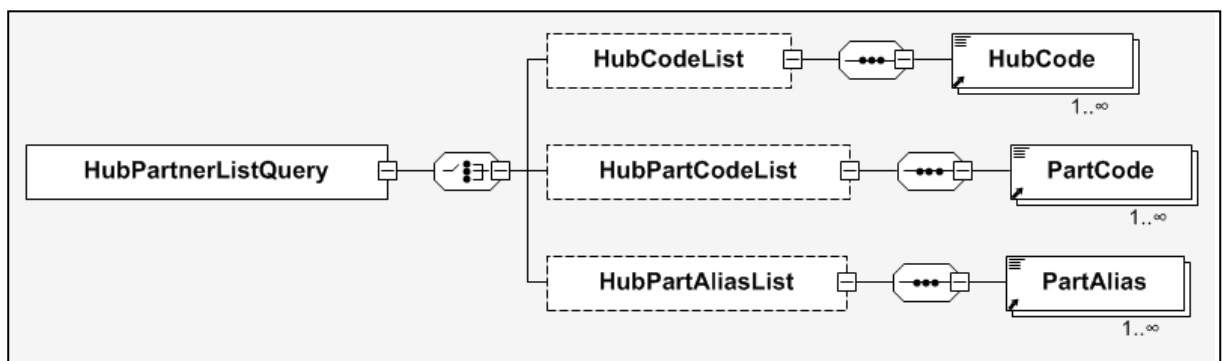 HubCodeList
HubCode
1..∞
HubPartnerListQuery
HubPartCodeList
PartCode
1..∞
HubPartAliasList
PartAlias
1..∞